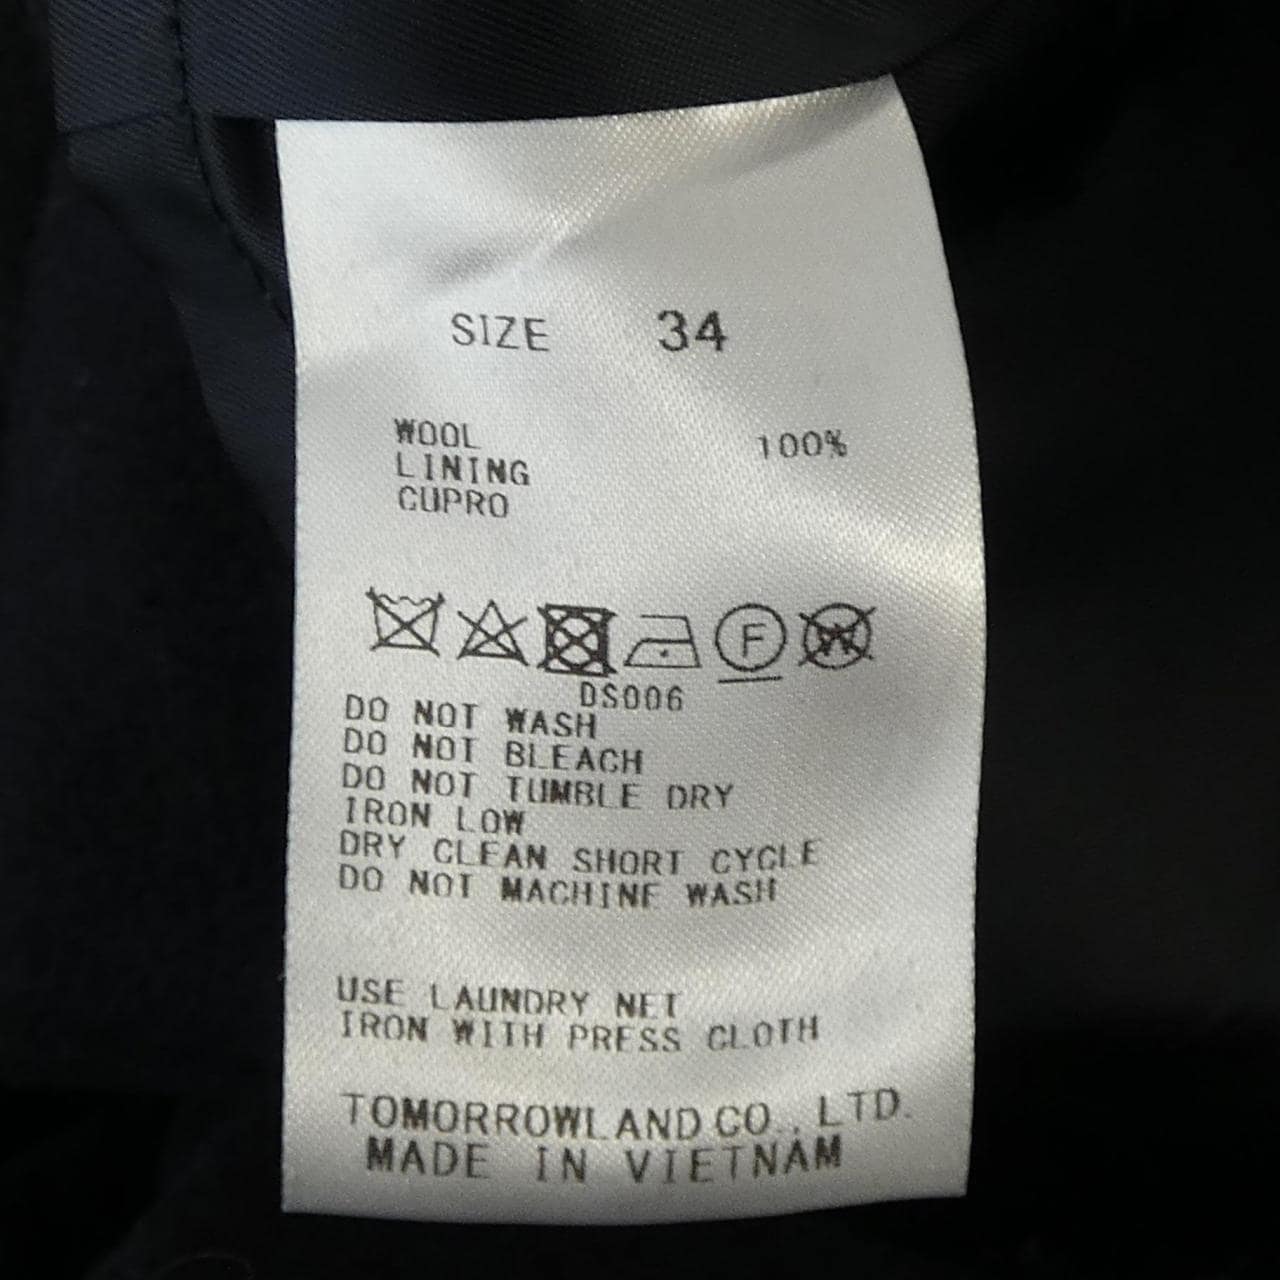 SIZE 34
WOOL 100%
LINING
CUPRO
F W
DS006
DO NOT WASH
DO NOT BLEACH
DO NOT TUMBLE DRY
IRON LOW
DRY CLEAN SHORT CYCLE
DO NOT MACHINE WASH
USE LAUNDRY NET
IRON WITH PRESS CLOTH
TOMORROWLAND CO., LTD.
MADE IN VIETNAM